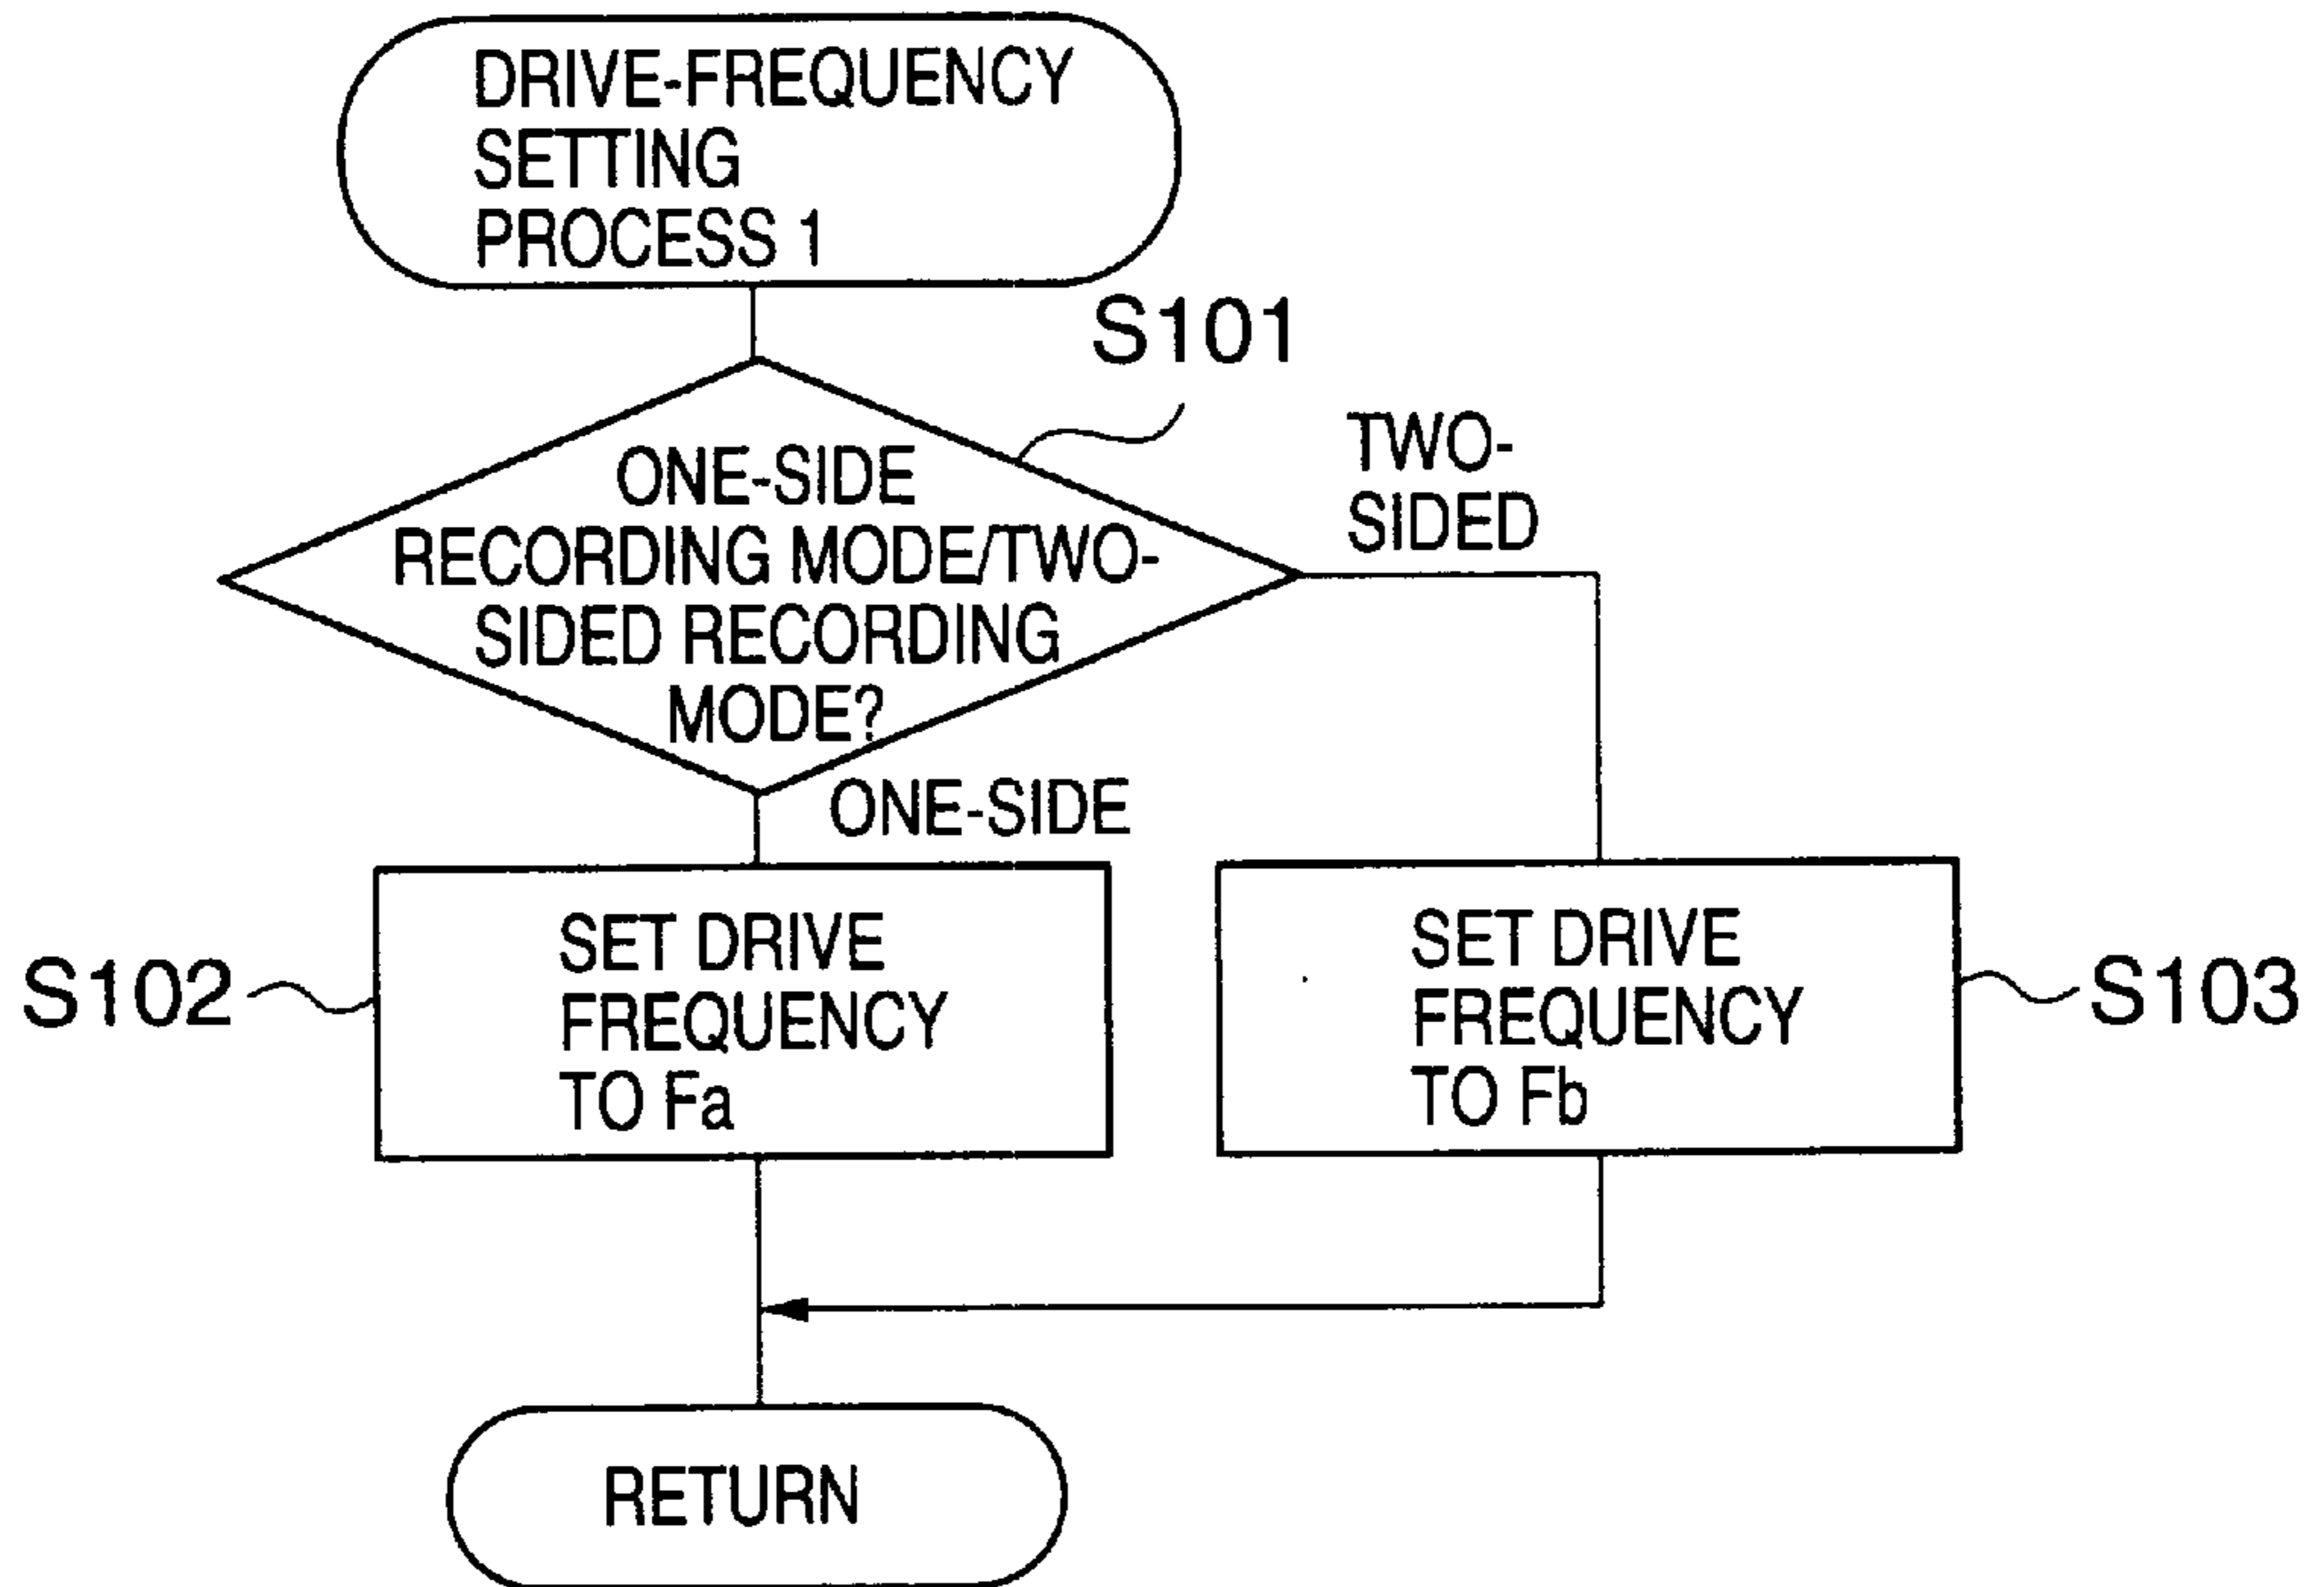 DRIVE-FREQUENCY
SETTING
PROCESS 1
S101
ONE-SIDE
RECORDING MODE/TWO-
SIDED RECORDING
MODE?
TWO-
SIDED
ONE-SIDE
S102
SET DRIVE
FREQUENCY
TO Fa
SET DRIVE
FREQUENCY
TO Fb
S103
RETURN